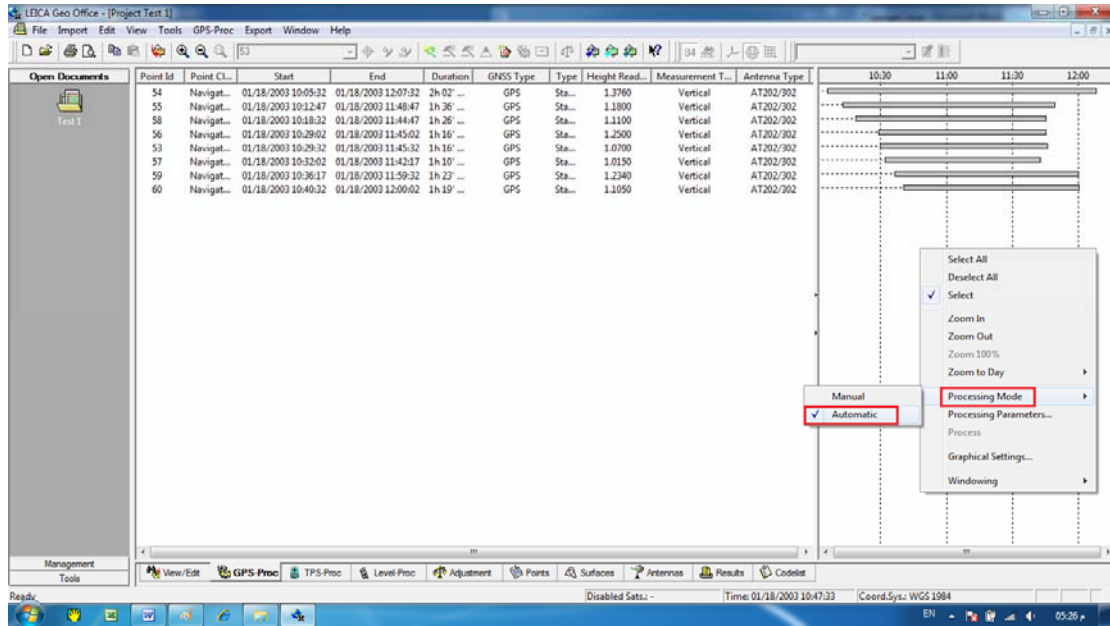 LEICA Geo Office - [Project Test 1]
File Import Edit View Tools GPS-Proc Export Window Help
53
Open Documents
Test 1
Point Id Point Cl... Start End Duration GNSS Type Type Height Read... Measurement T... Antenna Type
54 Navigat... 01/18/2003 10:05:32 01/18/2003 12:07:32 2h 02' ... GPS Sta... 1.3760 Vertical AT202/302
55 Navigat... 01/18/2003 10:12:47 01/18/2003 11:48:47 1h 36' ... GPS Sta... 1.1800 Vertical AT202/302
58 Navigat... 01/18/2003 10:18:32 01/18/2003 11:44:47 1h 26' ... GPS Sta... 1.1100 Vertical AT202/302
56 Navigat... 01/18/2003 10:29:02 01/18/2003 11:45:02 1h 16' ... GPS Sta... 1.2500 Vertical AT202/302
53 Navigat... 01/18/2003 10:29:32 01/18/2003 11:45:32 1h 16' ... GPS Sta... 1.0700 Vertical AT202/302
57 Navigat... 01/18/2003 10:32:02 01/18/2003 11:42:17 1h 10' ... GPS Sta... 1.0150 Vertical AT202/302
59 Navigat... 01/18/2003 10:36:17 01/18/2003 11:59:32 1h 23' ... GPS Sta... 1.2340 Vertical AT202/302
60 Navigat... 01/18/2003 10:40:32 01/18/2003 12:00:02 1h 19' ... GPS Sta... 1.1050 Vertical AT202/302
10:30 11:00 11:30 12:00
Select All
Deselect All
Select
Zoom In
Zoom Out
Zoom 100%
Zoom to Day
Processing Mode
Manual
Automatic
Processing Parameters...
Process
Graphical Settings...
Windowing
Management
Tools
View/Edit GPS-Proc TPS-Proc Level-Proc Adjustment Points Surfaces Antennas Results Codelist
Ready
Disabled Sats.: - Time: 01/18/2003 10:47:33 Coord.Sys.: WGS 1984
EN 05:26 م